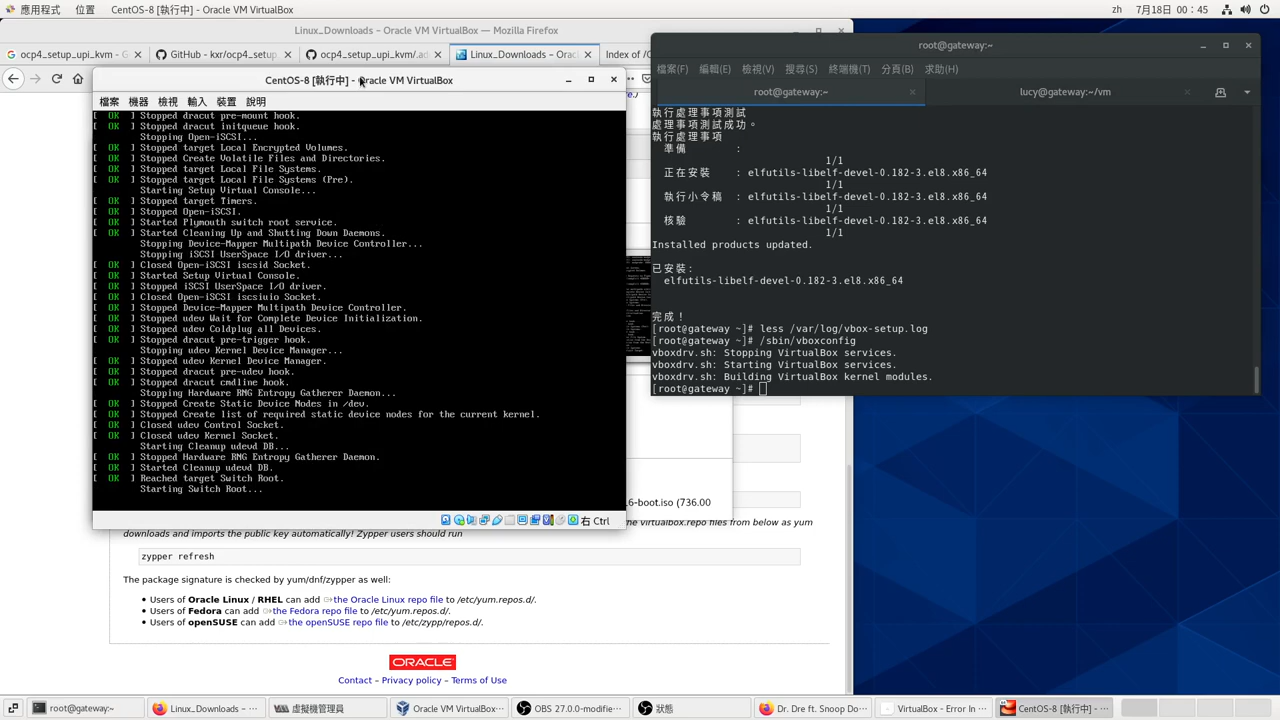 應用程式 位置 CentOS-8 [執行中] - Oracle VM VirtualBox
zh 7月18日 00：45
Linux_Downloads – Oracle VM VirtualBox — Mozilla Firefox
ocp4_setup_upi_kvm - G
GitHub - kxr/ocp4_setup
ocp4_setup_upi_kvm/.ad
Linux_Downloads – Orac
Index of /C
CentOS-8 [執行中] - Oracle VM VirtualBox
檔案 機器 檢視 輸入 裝置 說明
[ OK ] Stopped dracut pre-mount hook.
[ OK ] Stopped dracut initqueue hook.
Stopping Open-iSCSI...
[ OK ] Stopped target Local Encrypted Volumes.
[ OK ] Stopped Create Volatile Files and Directories.
[ OK ] Stopped target Local File Systems.
[ OK ] Stopped target Local File Systems (Pre).
Starting Setup Virtual Console...
[ OK ] Stopped target Timers.
[ OK ] Stopped Open-iSCSI.
[ OK ] Started Plymouth switch root service.
[ OK ] Started Cleaning Up and Shutting Down Daemons.
Stopping Device-Mapper Multipath Device Controller...
Stopping iSCSI UserSpace I/O driver...
[ OK ] Closed Open-iSCSI iscsid Socket.
[ OK ] Started Setup Virtual Console.
[ OK ] Stopped iSCSI UserSpace I/O driver.
[ OK ] Closed Open-iSCSI iscsiuio Socket.
[ OK ] Stopped Device-Mapper Multipath Device Controller.
[ OK ] Stopped udev Wait for Complete Device Initialization.
[ OK ] Stopped udev Coldplug all Devices.
[ OK ] Stopped dracut pre-trigger hook.
Stopping udev Kernel Device Manager...
[ OK ] Stopped udev Kernel Device Manager.
[ OK ] Stopped dracut pre-udev hook.
[ OK ] Stopped dracut cmdline hook.
Stopping Hardware RNG Entropy Gatherer Daemon...
[ OK ] Stopped Create Static Device Nodes in /dev.
[ OK ] Stopped Create list of required static device nodes for the current kernel.
[ OK ] Closed udev Control Socket.
[ OK ] Closed udev Kernel Socket.
Starting Cleanup udevd DB...
[ OK ] Stopped Hardware RNG Entropy Gatherer Daemon.
[ OK ] Started Cleanup udevd DB.
[ OK ] Reached target Switch Root.
Starting Switch Root...
右 Ctrl
root@gateway:~
檔案(F) 編輯(E) 檢視(V) 搜尋(S) 終端機(T) 分頁(B) 求助(H)
root@gateway:~
lucy@gateway:~/vm
執行處理事項測試
處理事項測試成功。
執行處理事項
準備 :
1/1
正在安裝 : elfutils-libelf-devel-0.182-3.el8.x86_64
1/1
執行小令稿 : elfutils-libelf-devel-0.182-3.el8.x86_64
1/1
核驗 : elfutils-libelf-devel-0.182-3.el8.x86_64
1/1
Installed products updated.
已安裝:
elfutils-libelf-devel-0.182-3.el8.x86_64
完成！
[root@gateway ~]# less /var/log/vbox-setup.log
[root@gateway ~]# /sbin/vboxconfig
vboxdrv.sh: Stopping VirtualBox services.
vboxdrv.sh: Starting VirtualBox services.
vboxdrv.sh: Building VirtualBox kernel modules.
[root@gateway ~]#
6-boot.iso (736.00
the virtualbox.repo files from below as yum
downloads and imports the public key automatically! Zypper users should run
zypper refresh
The package signature is checked by yum/dnf/zypper as well:
• Users of Oracle Linux / RHEL can add the Oracle Linux repo file to /etc/yum.repos.d/.
• Users of Fedora can add the Fedora repo file to /etc/yum.repos.d/.
• Users of openSUSE can add the openSUSE repo file to /etc/zypp/repos.d/.
ORACLE
Contact – Privacy policy – Terms of Use
root@gateway:~
Linux_Downloads – ...
虛擬機管理員
Oracle VM VirtualBo...
OBS 27.0.0-modifie...
狀態
Dr. Dre ft. Snoop Do...
VirtualBox - Error In ...
CentOS-8 [執行中] - ...